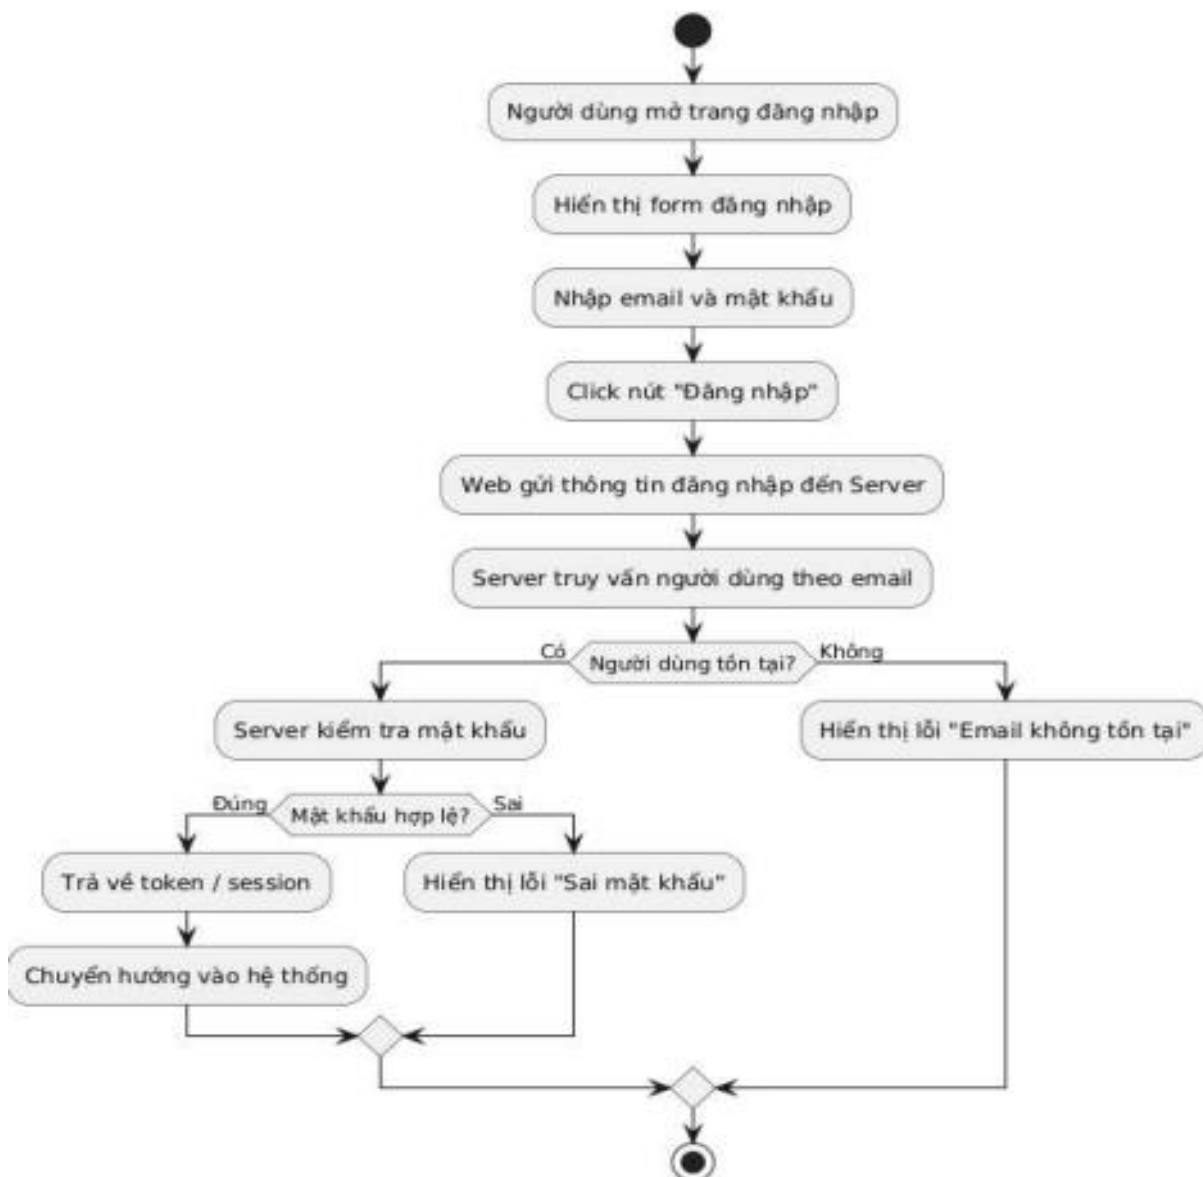 Người dùng mở trang đăng nhập
Hiển thị form đăng nhập
Nhập email và mật khẩu
Click nút "Đăng nhập"
Web gửi thông tin đăng nhập đến Server
Server truy vấn người dùng theo email
Có
Người dùng tồn tại?
Không
Server kiểm tra mật khẩu
Hiển thị lỗi "Email không tồn tại"
Đúng
Mật khẩu hợp lệ?
Sai
Trả về token / session
Hiển thị lỗi "Sai mật khẩu"
Chuyển hướng vào hệ thống